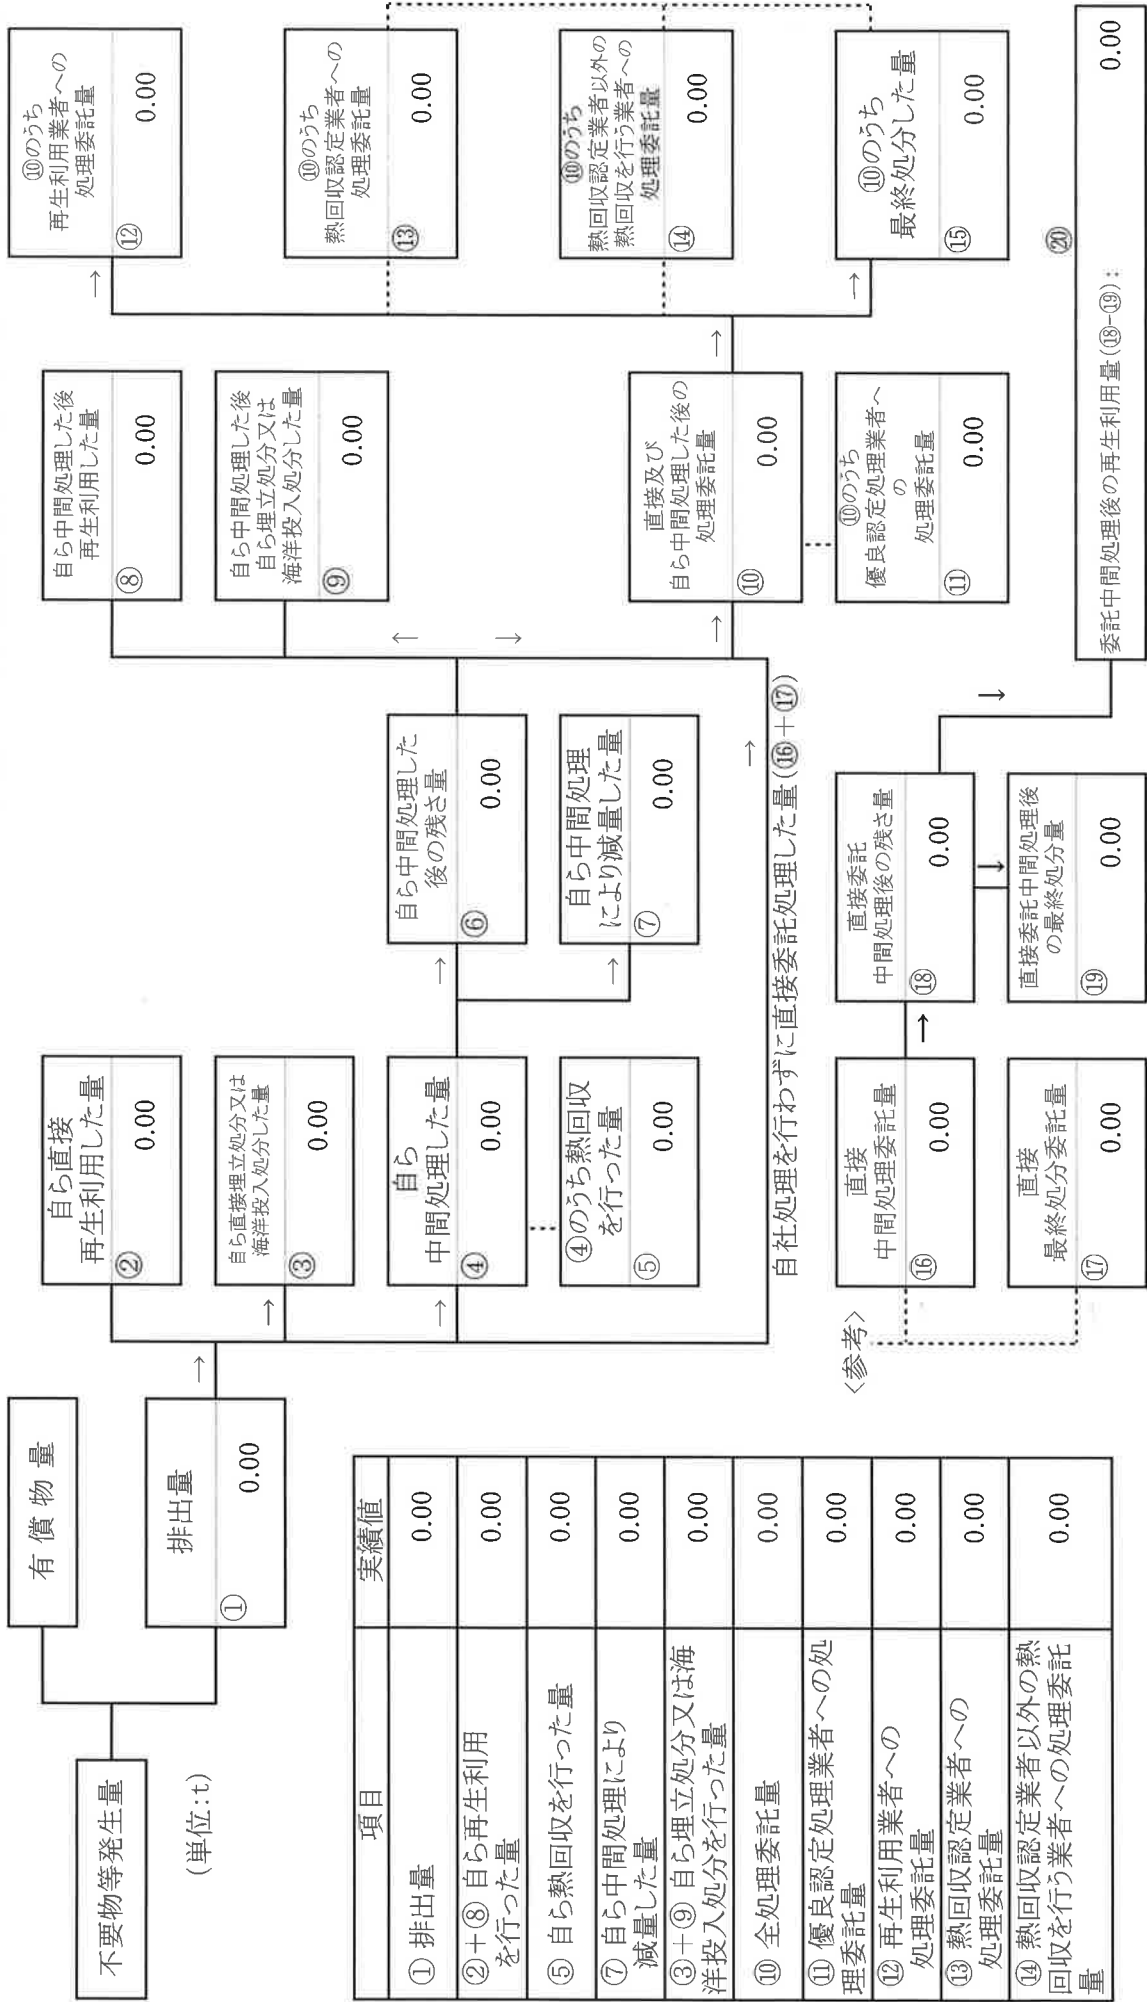 不要物等発生量
(単位:t)
有償物量
排出量
①
0.00
自ら直接
再生利用した量
②
0.00
自ら直接埋立処分又は
海洋投入処分した量
③
0.00
自ら
中間処理した量
④
0.00
④のうち熱回収
を行った量
⑤
0.00
自ら中間処理した
後の残さ量
⑥
0.00
自ら中間処理
により減量した量
⑦
0.00
自ら中間処理した後
再生利用した量
⑧
0.00
自ら中間処理した後
自ら埋立処分又は
海洋投入処分した量
⑨
0.00
直接及び
自ら中間処理した後の
処理委託量
⑩
0.00
⑩のうち
優良認定処理業者へ
の
処理委託量
⑪
0.00
⑩のうち
再生利用業者への
処理委託量
⑫
0.00
⑩のうち
熱回収認定業者への
処理委託量
⑬
0.00
⑩のうち
熱回収認定業者以外の
熱回収を行う業者への
処理委託量
⑭
0.00
⑩のうち
最終処分した量
⑮
0.00
自社処理を行わずに直接委託処理した量(⑯+⑰)
<参考>
直接
中間処理委託量
⑯
0.00
直接
最終処分委託量
⑰
0.00
直接委託
中間処理後の残さ量
⑱
0.00
直接委託中間処理後
の最終処分量
⑲
0.00
⑳
委託中間処理後の再生利用量(⑱-⑲): 0.00
項目 実績値
① 排出量 0.00
②+⑧ 自ら再生利用
を行った量 0.00
⑤ 自ら熱回収を行った量 0.00
⑦ 自ら中間処理により
減量した量 0.00
③+⑨ 自ら埋立処分又は海
洋投入処分を行った量 0.00
⑩ 全処理委託量 0.00
⑪ 優良認定処理業者への処
理委託量 0.00
⑫ 再生利用業者への
処理委託量 0.00
⑬ 熱回収認定業者への
処理委託量 0.00
⑭ 熱回収認定業者以外の熱
回収を行う業者への処理委託
量 0.00